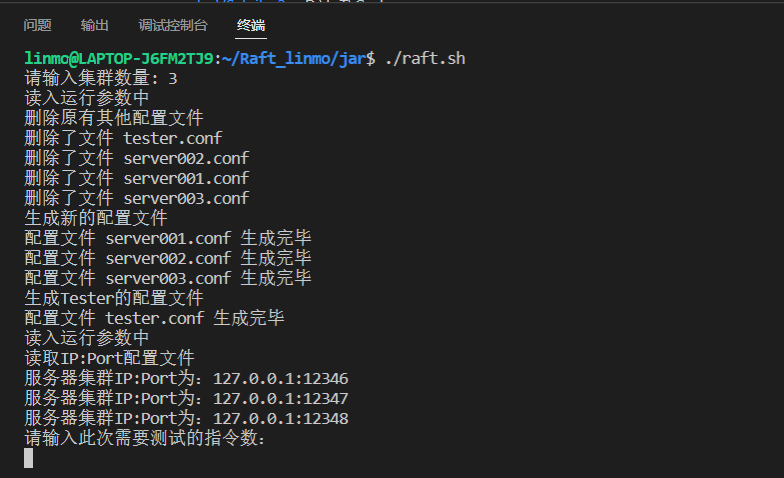 问题 输出 调试控制台 终端
linmo@LAPTOP-J6FM2TJ9:~/Raft_linmo/jar$ ./raft.sh
请输入集群数量: 3
读入运行参数中
删除原有其他配置文件
删除了文件 tester.conf
删除了文件 server002.conf
删除了文件 server001.conf
删除了文件 server003.conf
生成新的配置文件
配置文件 server001.conf 生成完毕
配置文件 server002.conf 生成完毕
配置文件 server003.conf 生成完毕
生成Tester的配置文件
配置文件 tester.conf 生成完毕
读入运行参数中
读取IP:Port配置文件
服务器集群IP:Port为：127.0.0.1:12346
服务器集群IP:Port为：127.0.0.1:12347
服务器集群IP:Port为：127.0.0.1:12348
请输入此次需要测试的指令数：